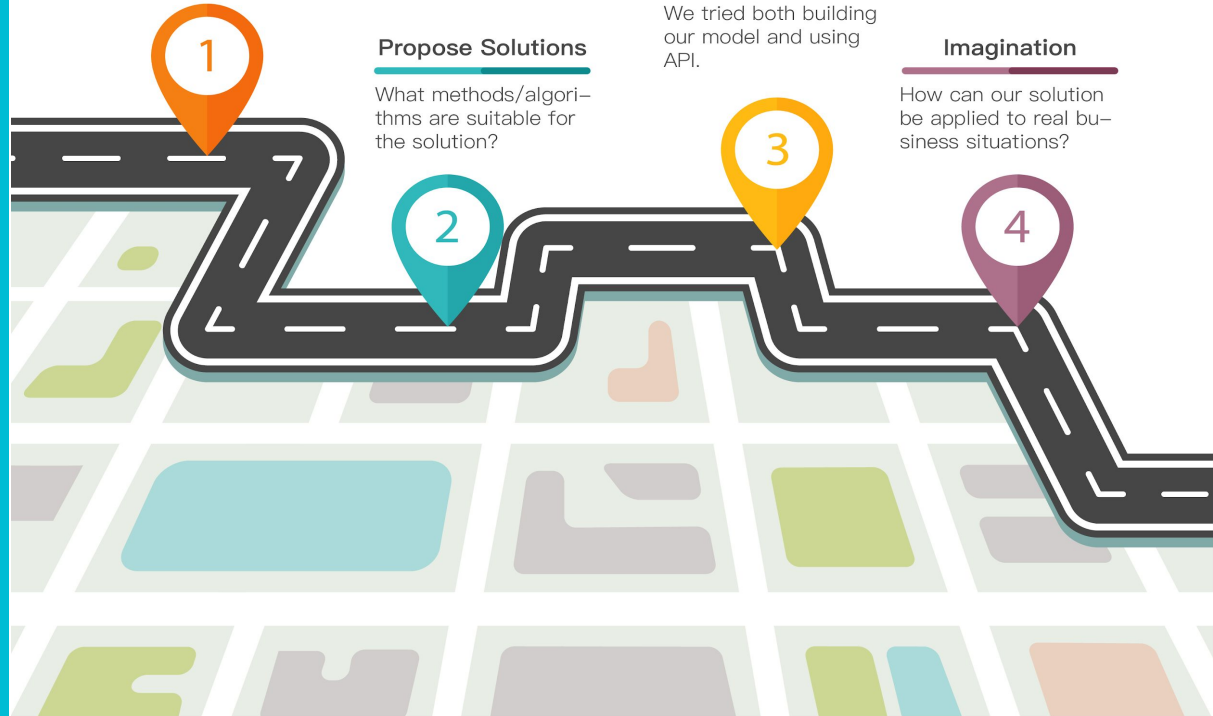 1
Propose Solutions
What methods/algori-
thms are suitable for
the solution?
2
We tried both building
our model and using
API.
3
Imagination
How can our solution
be applied to real bu-
siness situations?
4